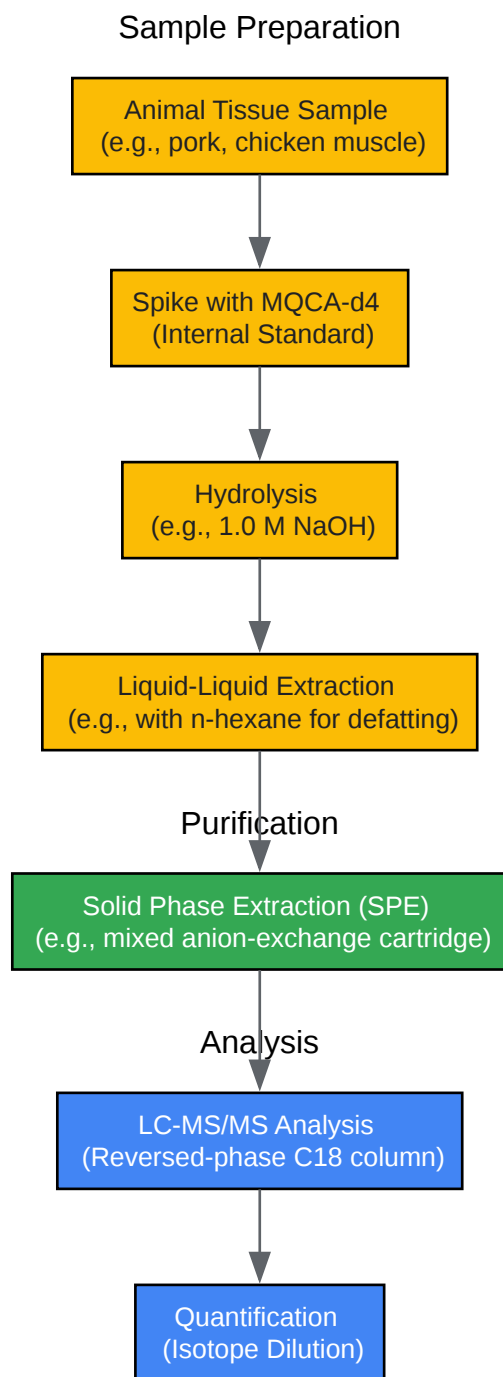 Sample Preparation
Animal Tissue Sample
(e.g., pork, chicken muscle)
Spike with MQCA-d4
(Internal Standard)
Hydrolysis
(e.g., 1.0 M NaOH)
Liquid-Liquid Extraction
(e.g., with n-hexane for defatting)
Purification
Solid Phase Extraction (SPE)
(e.g., mixed anion-exchange cartridge)
Analysis
LC-MS/MS Analysis
(Reversed-phase C18 column)
Quantification
(Isotope Dilution)